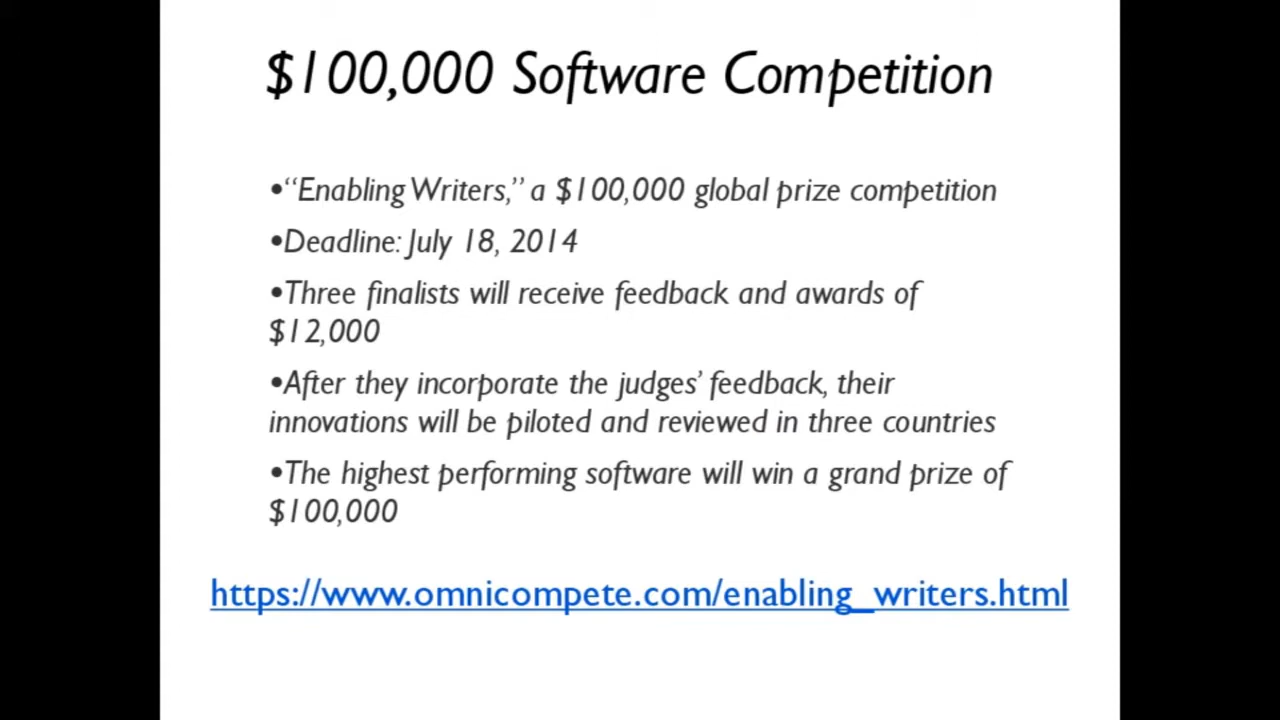 $100,000 Software Competition
•“Enabling Writers,” a $100,000 global prize competition
•Deadline: July 18, 2014
•Three finalists will receive feedback and awards of
$12,000
•After they incorporate the judges’ feedback, their
innovations will be piloted and reviewed in three countries
•The highest performing software will win a grand prize of
$100,000
https://www.omnicompete.com/enabling_writers.html